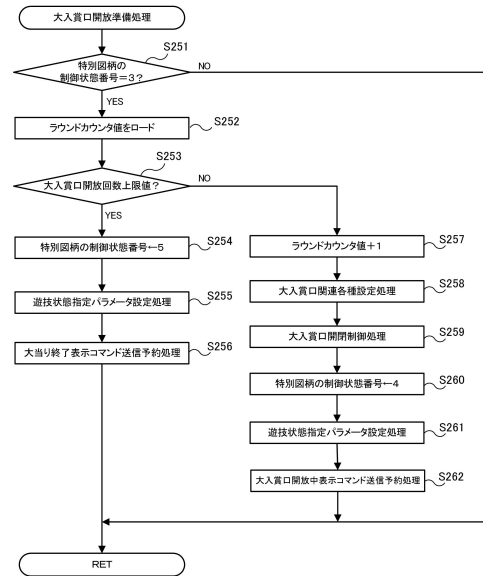 大入賞口開放準備処理
S251
特別図柄の
制御状態番号=3?
NO
YES
ラウンドカウンタ値をロード
S252
S253
大入賞口開放回数上限値?
NO
YES
特別図柄の制御状態番号←5
S254
遊技状態指定パラメータ設定処理
S255
大当り終了表示コマンド送信予約処理
S256
ラウンドカウンタ値+1
S257
大入賞口関連各種設定処理
S258
大入賞口開閉制御処理
S259
特別図柄の制御状態番号←4
S260
遊技状態指定パラメータ設定処理
S261
大入賞口開放中表示コマンド送信予約処理
S262
RET